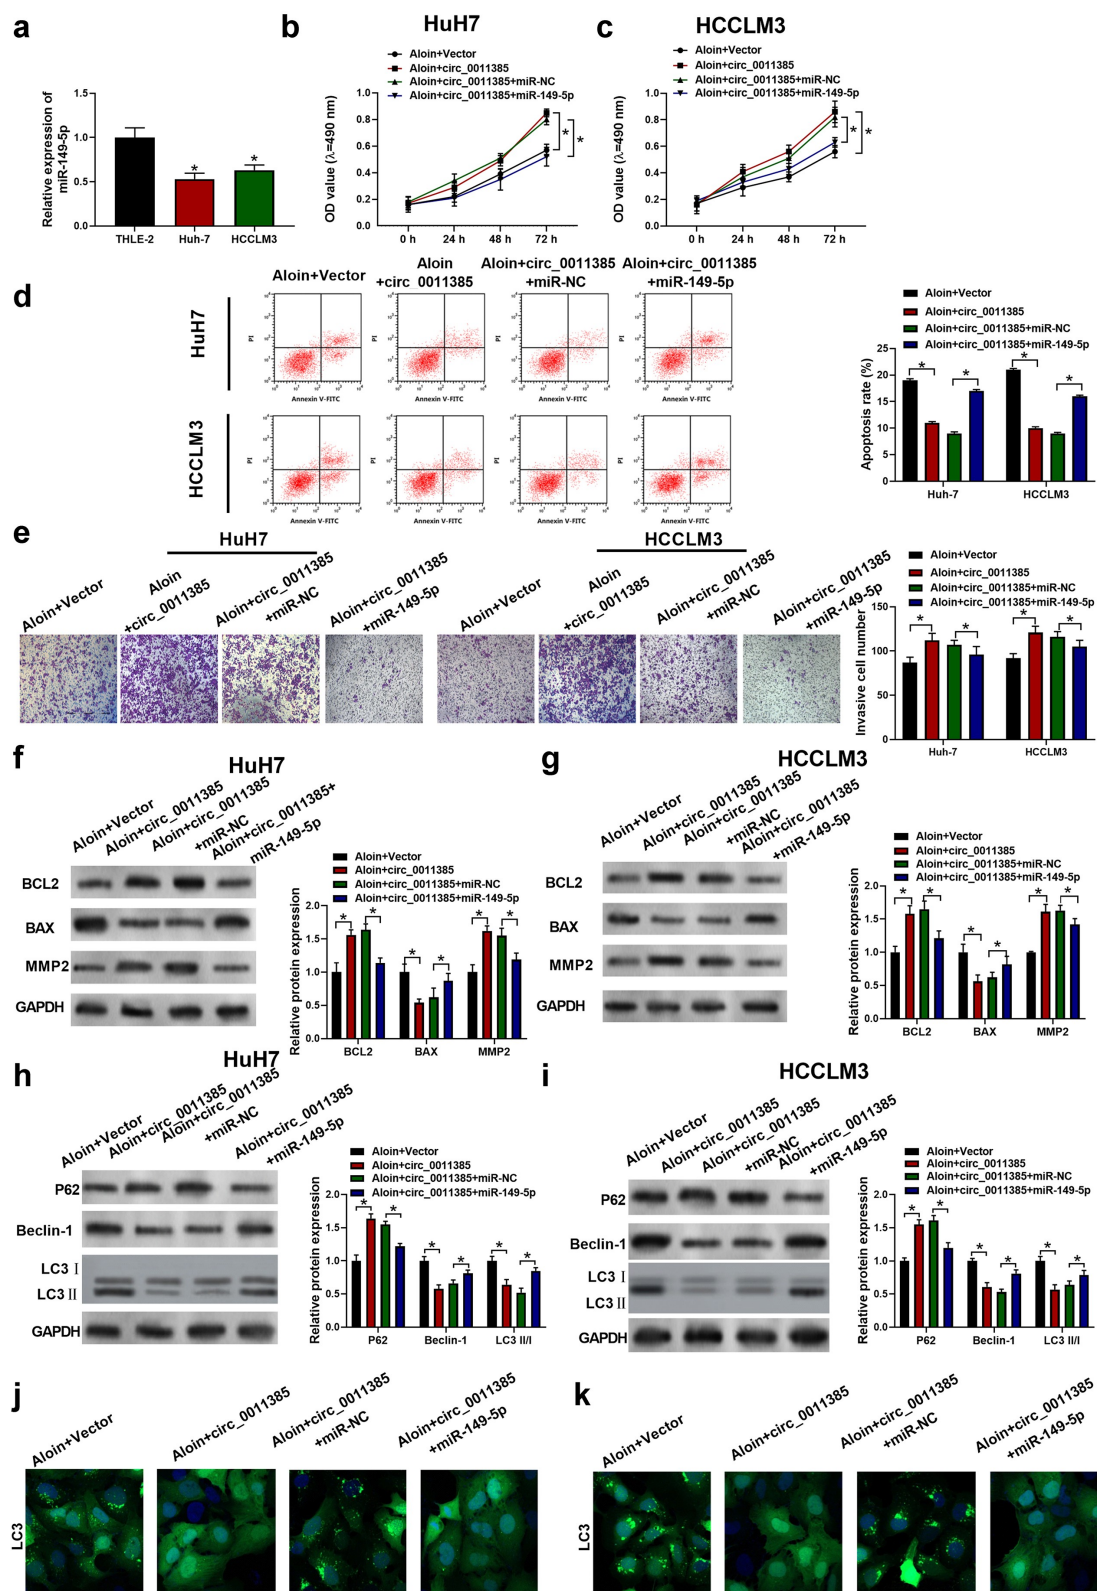 a
Relative expression of
miR-149-5p
1.5
1.0
0.5
0.0
*
*
THLE-2
Huh-7
HCCLM3
b
HuH7
Aloin+Vector
Aloin+circ_0011385
Aloin+circ_0011385+miR-NC
Aloin+circ_0011385+miR-149-5p
OD value (λ=490 nm)
1.0
0.8
0.6
0.4
0.2
0.0
*
*
0 h
24 h
48 h
72 h
c
HCCLM3
Aloin+Vector
Aloin+circ_0011385
Aloin+circ_0011385+miR-NC
Aloin+circ_0011385+miR-149-5p
OD value (λ=490 nm)
1.0
0.8
0.6
0.4
0.2
0.0
*
*
0 h
24 h
48 h
72 h
d
Aloin+Vector
Aloin
+circ_0011385
Aloin+circ_0011385
+miR-NC
Aloin+circ_0011385
+miR-149-5p
HuH7
PI
PI
PI
PI
Annexin V-FITC
Annexin V-FITC
Annexin V-FITC
Annexin V-FITC
HCCLM3
PI
PI
PI
PI
Annexin V-FITC
Annexin V-FITC
Annexin V-FITC
Annexin V-FITC
Aloin+Vector
Aloin+circ_0011385
Aloin+circ_0011385+miR-NC
Aloin+circ_0011385+miR-149-5p
Apoptosis rate (%)
25
20
15
10
5
0
*
*
*
*
Huh-7
HCCLM3
e
HuH7
Aloin+Vector
Aloin
+circ_0011385
Aloin+circ_0011385
+miR-NC
Aloin+circ_0011385
+miR-149-5p
HCCLM3
Aloin+Vector
Aloin
+circ_0011385
Aloin+circ_0011385
+miR-NC
Aloin+circ_0011385
+miR-149-5p
Aloin+Vector
Aloin+circ_0011385
Aloin+circ_0011385+miR-NC
Aloin+circ_0011385+miR-149-5p
Invasive cell number
150
100
50
0
*
*
*
*
Huh-7
HCCLM3
f
HuH7
Aloin+Vector
Aloin+circ_0011385
Aloin+circ_0011385
+miR-NC
Aloin+circ_0011385+
miR-149-5p
BCL2
BAX
MMP2
GAPDH
Aloin+Vector
Aloin+circ_0011385
Aloin+circ_0011385+miR-NC
Aloin+circ_0011385+miR-149-5p
Relative protein expression
2.0
1.5
1.0
0.5
0.0
*
*
*
*
*
*
BCL2
BAX
MMP2
g
HCCLM3
Aloin+Vector
Aloin+circ_0011385
Aloin+circ_0011385
+miR-NC
Aloin+circ_0011385
+miR-149-5p
BCL2
BAX
MMP2
GAPDH
Aloin+Vector
Aloin+circ_0011385
Aloin+circ_0011385+miR-NC
Aloin+circ_0011385+miR-149-5p
Relative protein expression
2.0
1.5
1.0
0.5
0.0
*
*
*
*
*
*
BCL2
BAX
MMP2
h
HuH7
Aloin+Vector
Aloin+circ_0011385
Aloin+circ_0011385
+miR-NC
Aloin+circ_0011385
+miR-149-5p
P62
Beclin-1
LC3 Ⅰ
LC3 Ⅱ
GAPDH
Aloin+Vector
Aloin+circ_0011385
Aloin+circ_0011385+miR-NC
Aloin+circ_0011385+miR-149-5p
Relative protein expression
2.0
1.5
1.0
0.5
0.0
*
*
*
*
*
*
P62
Beclin-1
LC3 II/I
i
HCCLM3
Aloin+Vector
Aloin+circ_0011385
Aloin+circ_0011385
+miR-NC
Aloin+circ_0011385
+miR-149-5p
P62
Beclin-1
LC3 Ⅰ
LC3 Ⅱ
GAPDH
Aloin+Vector
Aloin+circ_0011385
Aloin+circ_0011385+miR-NC
Aloin+circ_0011385+miR-149-5p
Relative protein expression
2.0
1.5
1.0
0.5
0.0
*
*
*
*
*
*
P62
Beclin-1
LC3 II/I
j
Aloin+Vector
Aloin+circ_0011385
Aloin+circ_0011385
+miR-NC
Aloin+circ_0011385
+miR-149-5p
LC3
k
Aloin+Vector
Aloin+circ_0011385
Aloin+circ_0011385
+miR-NC
Aloin+circ_0011385
+miR-149-5p
LC3